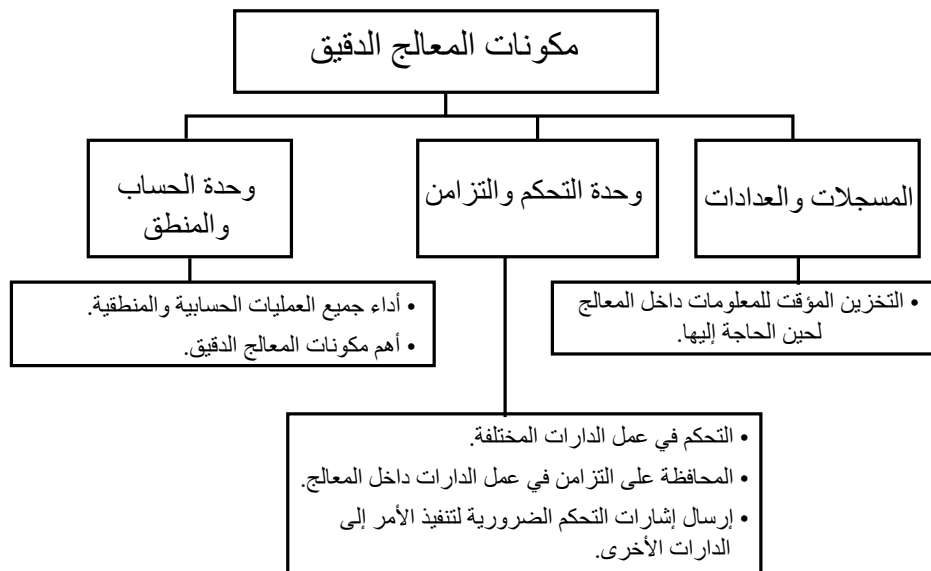 مكونات المعالج الدقيق
المسجلات والعدادات
وحدة التحكم والتزامن
وحدة الحساب
والمنطق
• التخزين المؤقت للمعلومات داخل المعالج
لحين الحاجة إليها.
• أداء جميع العمليات الحسابية والمنطقية.
• أهم مكونات المعالج الدقيق.
• التحكم في عمل الدارات المختلفة.
• المحافظة على التزامن في عمل الدارات داخل المعالج.
• إرسال إشارات التحكم الضرورية لتنفيذ الأمر إلى
الدارات الأخرى.